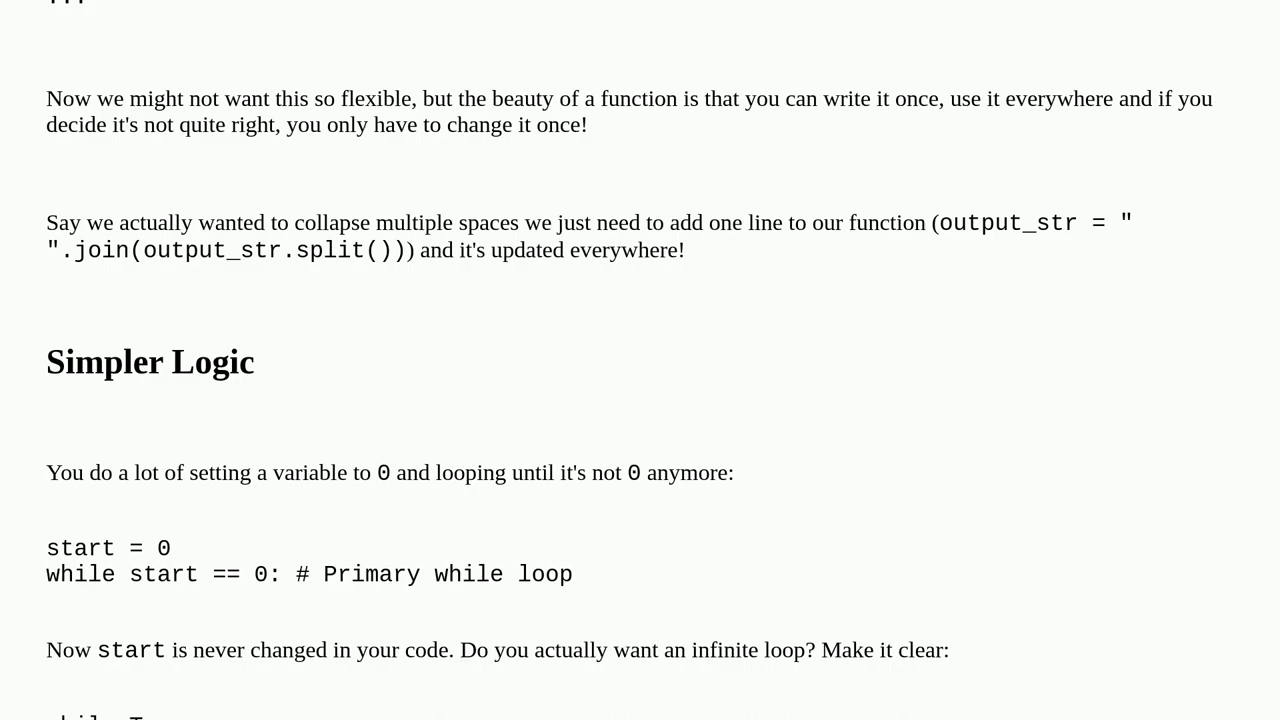 Now we might not want this so flexible, but the beauty of a function is that you can write it once, use it everywhere and if you
decide it's not quite right, you only have to change it once!
Say we actually wanted to collapse multiple spaces we just need to add one line to our function (output_str = "
".join(output_str.split())) and it's updated everywhere!
Simpler Logic
You do a lot of setting a variable to 0 and looping until it's not 0 anymore:
start = 0
while start == 0: # Primary while loop
Now start is never changed in your code. Do you actually want an infinite loop? Make it clear: